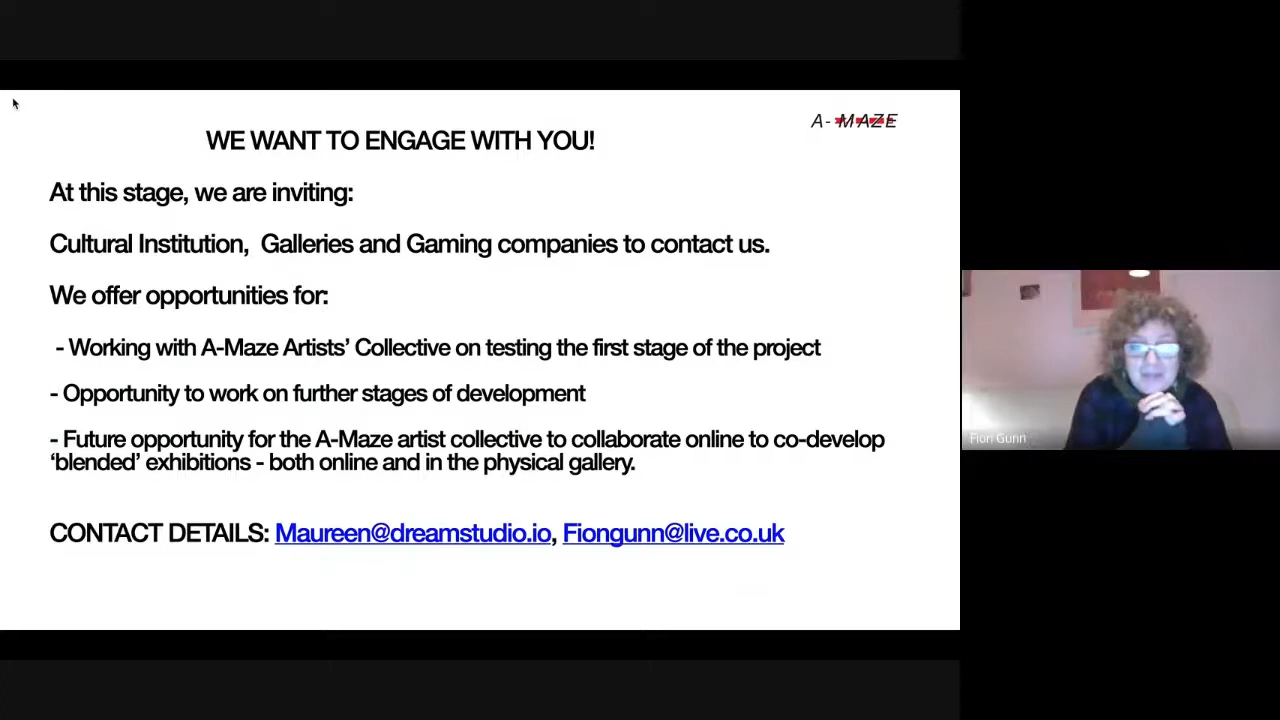 A-MAZE
WE WANT TO ENGAGE WITH YOU!
At this stage, we are inviting:
Cultural Institution,  Galleries and Gaming companies to contact us.
We offer opportunities for:
- Working with A-Maze Artists’ Collective on testing the first stage of the project
- Opportunity to work on further stages of development
- Future opportunity for the A-Maze artist collective to collaborate online to co-develop
‘blended’ exhibitions - both online and in the physical gallery.
CONTACT DETAILS: Maureen@dreamstudio.io, Fiongunn@live.co.uk
Fion Gunn